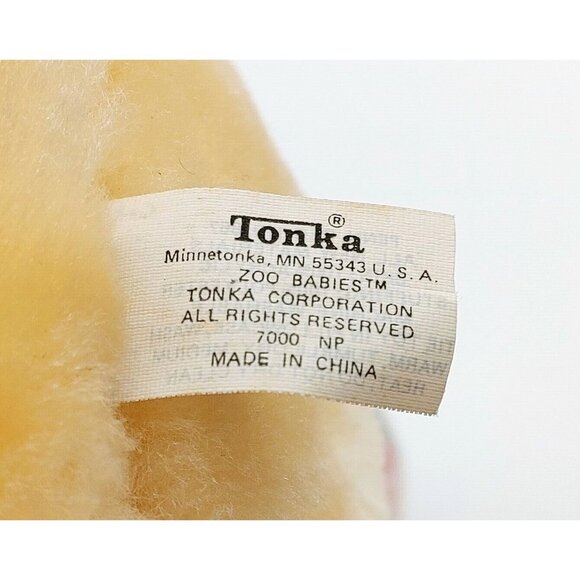 Tonka®
Minnetonka, MN 55343 U.S.A.
ZOO BABIES™
TONKA CORPORATION
ALL RIGHTS RESERVED
7000 NP
MADE IN CHINA